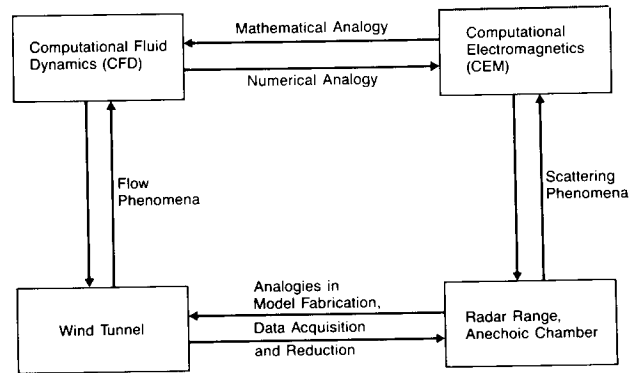 Computational Fluid
Dynamics (CFD)
Mathematical Analogy
Numerical Analogy
Computational
Electromagnetics
(CEM)
Flow
Phenomena
Scattering
Phenomena
Wind Tunnel
Analogies in
Model Fabrication,
Data Acquisition
and Reduction
Radar Range,
Anechoic Chamber